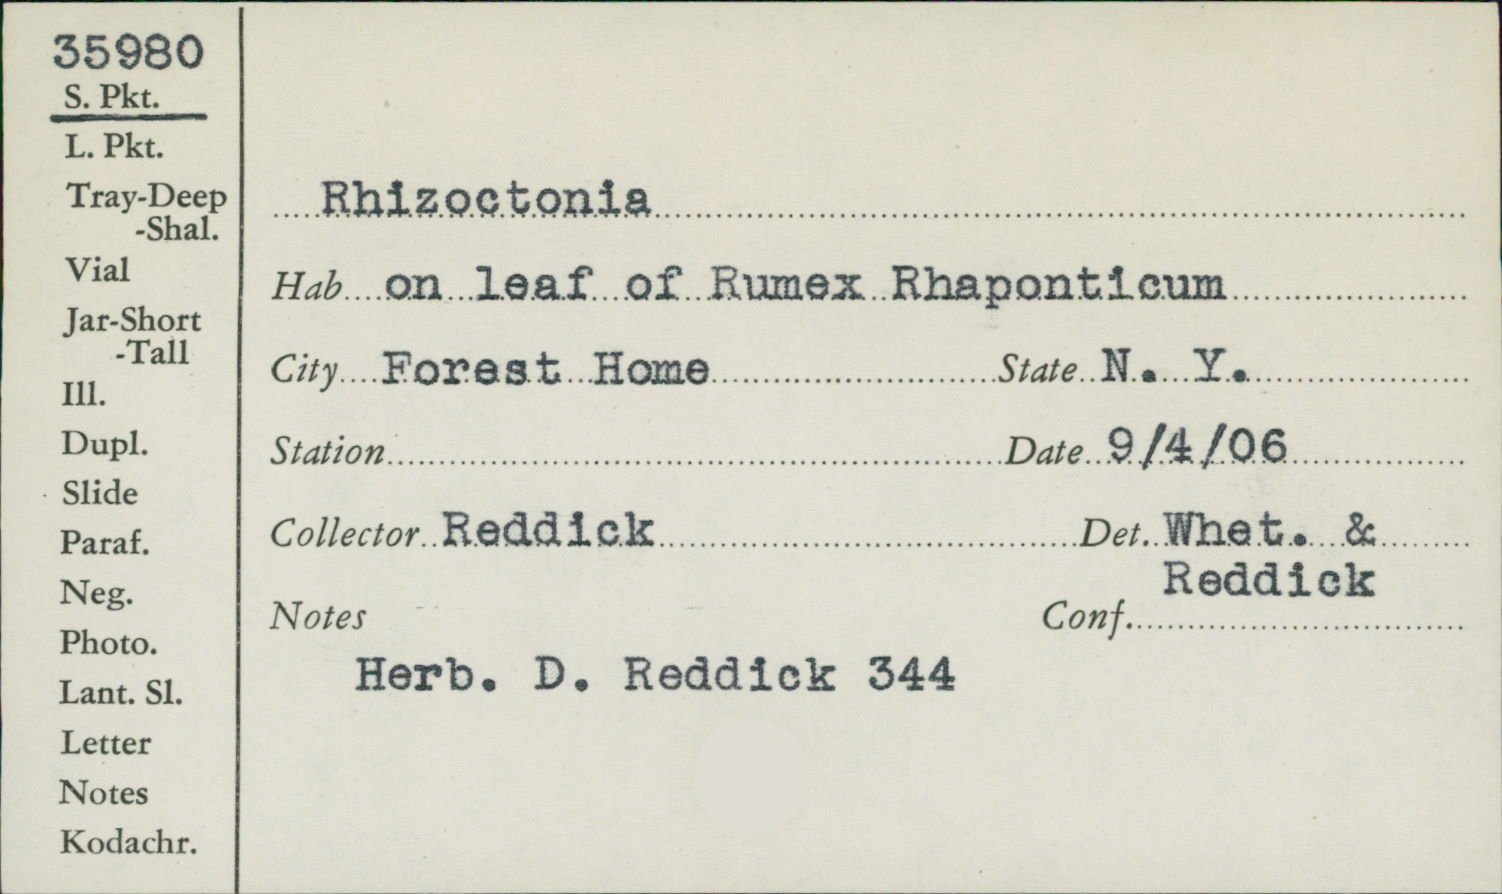 35980
S. Pkt.
L. Pkt.
Tray-Deep
-Shal.
Vial
Jar-Short
-Tall
Ill.
Dupl.
Slide
Paraf.
Neg.
Photo.
Lant. Sl.
Letter
Notes
Kodachr.
Rhizoctonia
Hab on leaf of Rumex Rhaponticum
City Forest Home State N. Y.
Station Date 9/4/06
Collector Reddick Det. Whet. &
Reddick
Notes Conf.
Herb. D. Reddick 344